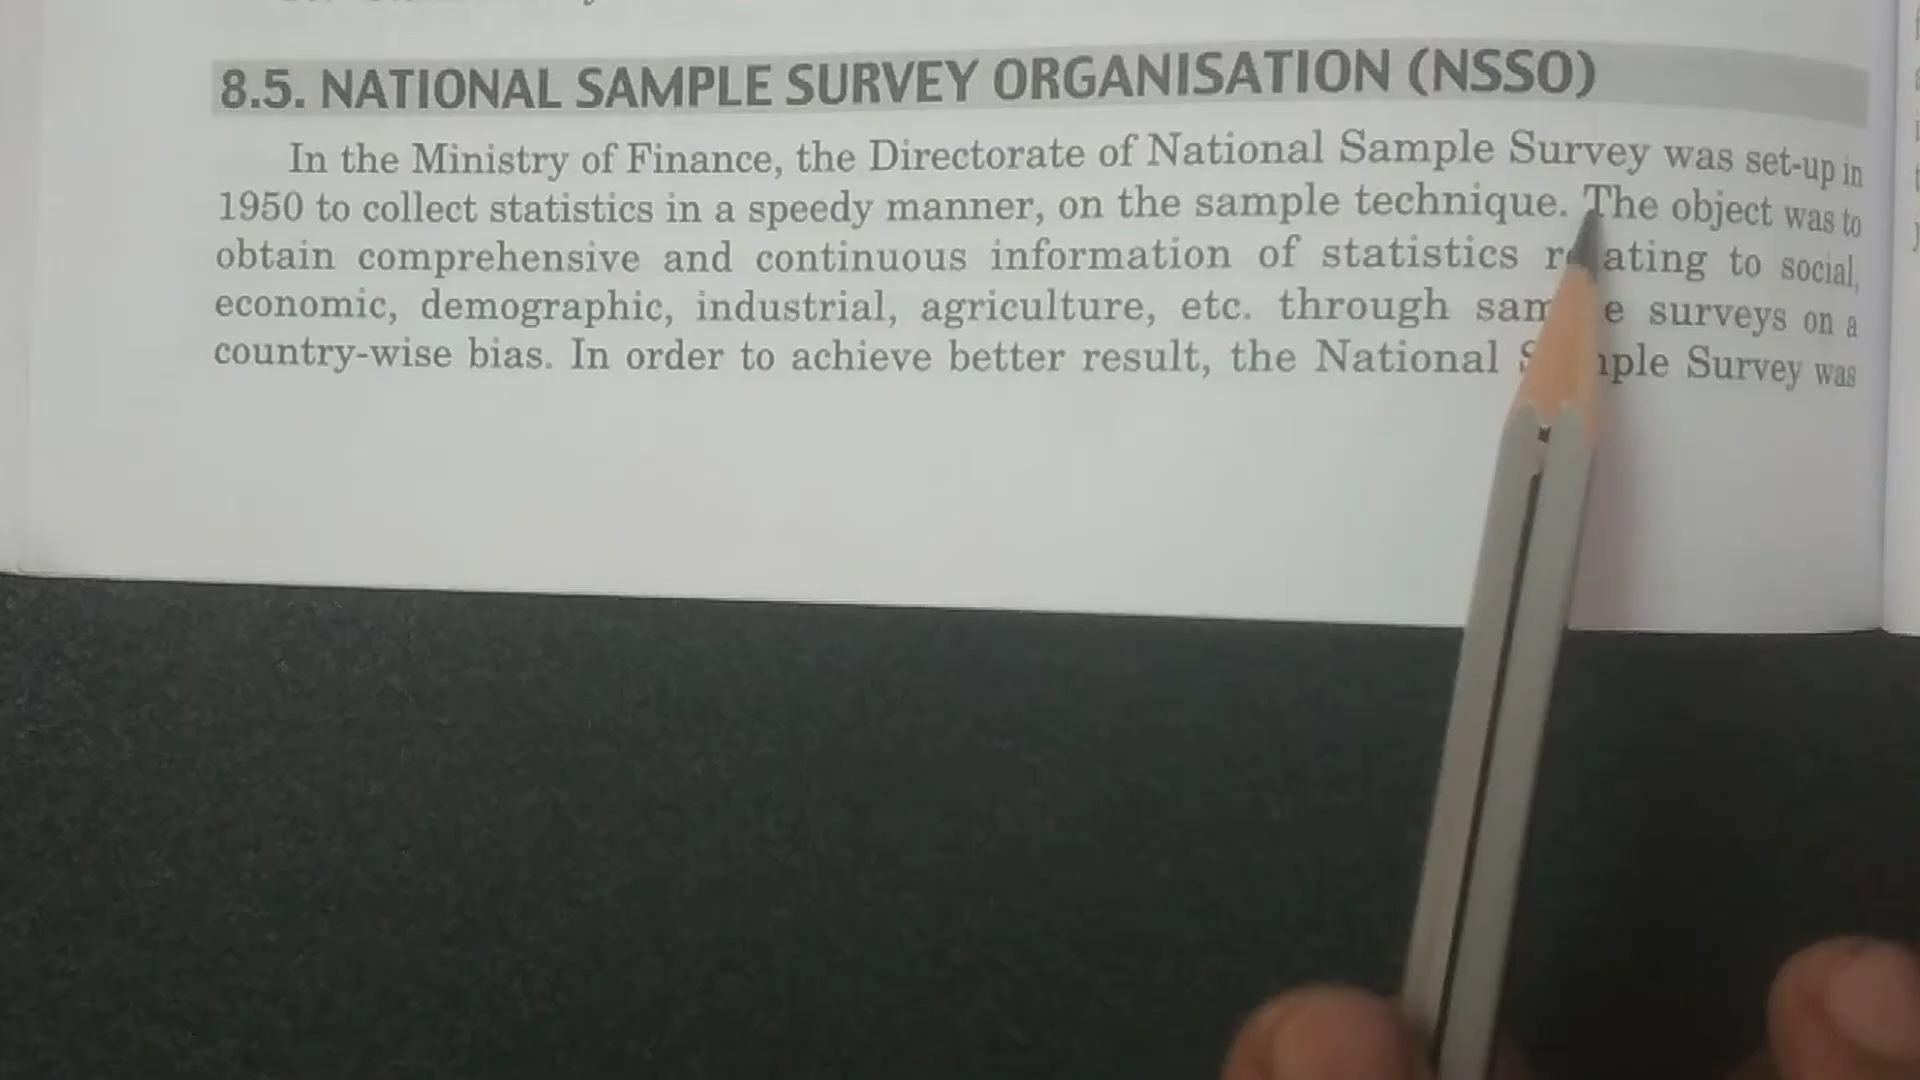 8.5. NATIONAL SAMPLE SURVEY ORGANISATION (NSSO)
In the Ministry of Finance, the Directorate of National Sample Survey was set-up in
1950 to collect statistics in a speedy manner, on the sample technique. The object was to
obtain comprehensive and continuous information of statistics relating to social,
economic, demographic, industrial, agriculture, etc. through sample surveys on a
country-wise bias. In order to achieve better result, the National Sample Survey was